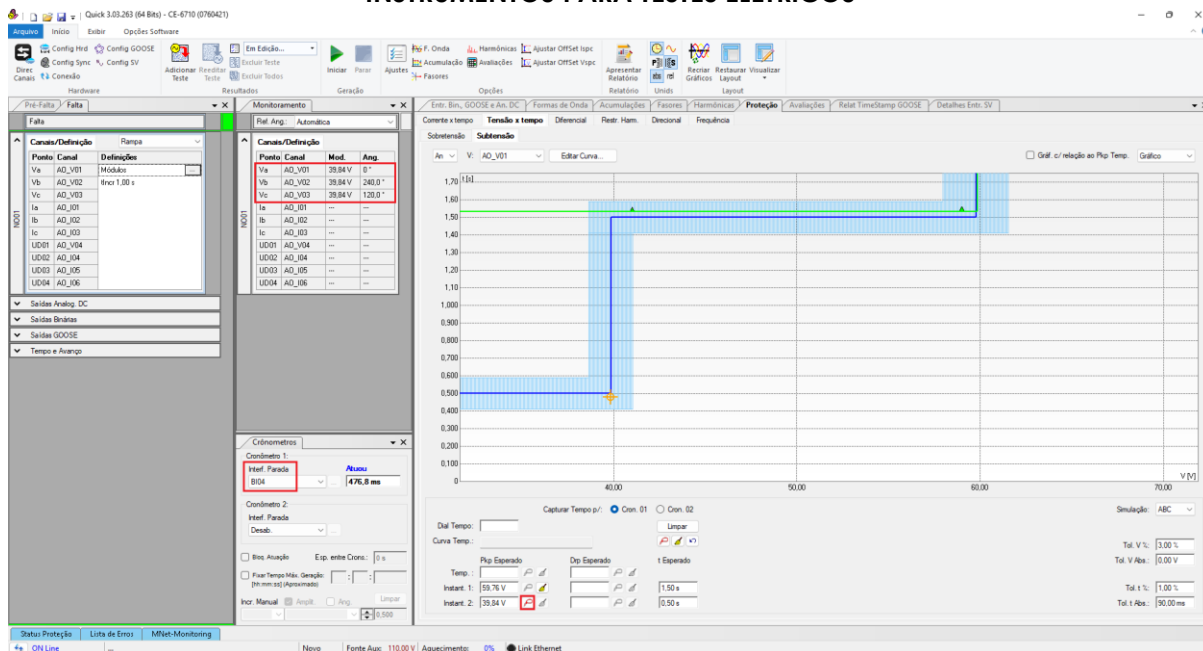 INSTRUMENTOS PARA TESTES ELÉTRICOS
Quick 3.03.263 (64 Bits) - CE-6710 (0760421)
Arquivo Início Exibir Opções Software
Direc Canais
Config Hrd Config GOOSE
Config Sync Config SV
Conexão
Hardware
Adicionar Teste
Reeditar Teste
Em Edição...
Excluir Teste
Excluir Todos
Resultados
Iniciar Parar
Geração
Ajustes
F. Onda Harmônicas Ajustar OffSet Ispc
Acumulação Avaliações Ajustar OffSet Vspc
Fasores
Opções
Apresentar Relatório
Relatório
Unids
Recriar Gráficos
Restaurar Layout
Visualizar
Layout
Pré-Falta Falta
Falta
Canais/Definição Rampa
Ponto Canal Definições
Va AO_V01 Módulos ...
Vb AO_V02 tIncr 1,00 s
Vc AO_V03
Ia AO_I01
Ib AO_I02
Ic AO_I03
UD01 AO_V04
UD02 AO_I04
UD03 AO_I05
UD04 AO_I06
NO01
Saídas Analog. DC
Saídas Binárias
Saídas GOOSE
Tempo e Avanço
Monitoramento
Ref. Ang.: Automática
Canais/Definição
Ponto Canal Mod. Ang.
Va AO_V01 39,84 V 0 °
Vb AO_V02 39,84 V 240,0 °
Vc AO_V03 39,84 V 120,0 °
Ia AO_I01 --- ---
Ib AO_I02 --- ---
Ic AO_I03 --- ---
UD01 AO_V04 --- ---
UD02 AO_I04 --- ---
UD03 AO_I05 --- ---
UD04 AO_I06 --- ---
NO01
Crônometros
Cronômetro 1:
Interf. Parada Atuou
BI04 ... 476,8 ms
Cronômetro 2:
Interf. Parada
Desab. ...
Bloq. Atuação Esp. entre Crons.: 0 s
Fixar Tempo Máx. Geração: : :
[hh:mm:ss] (Aproximado)
Incr. Manual Amplit. Ang. Limpar
0,500
Entr. Bin., GOOSE e An. DC Formas de Onda Acumulações Fasores Harmônicas Proteção Avaliações Relat TimeStamp GOOSE Detalhes Entr. SV
Corrente x tempo Tensão x tempo Diferencial Restr. Harm. Direcional Frequência
Sobretensão Subtensão
An V: AO_V01 Editar Curva... Gráf. c/ relação ao Pkp Temp. Gráfico
t [s]
1,70
1,60
1,50
1,40
1,30
1,20
1,10
1,000
0,900
0,800
0,700
0,600
0,500
0,400
0,300
0,200
0,100
0
40,00 50,00 60,00 70,00
V [V]
Capturar Tempo p/: Cron. 01 Cron. 02 Simulação: ABC
Dial Tempo: Limpar
Curva Temp.: Tol. V %: 3,00 %
Pkp Esperado Drp Esperado t Esperado Tol. V Abs.: 0,00 V
Temp. :
Instant. 1: 59,76 V 1,50 s Tol. t %: 1,00 %
Instant. 2: 39,84 V 0,50 s Tol. t Abs.: 90,00 ms
Status Proteção Lista de Erros MNet-Monitoring
ON Line Novo Fonte Aux: 110,00 V Aquecimento: 0% Link Ethernet